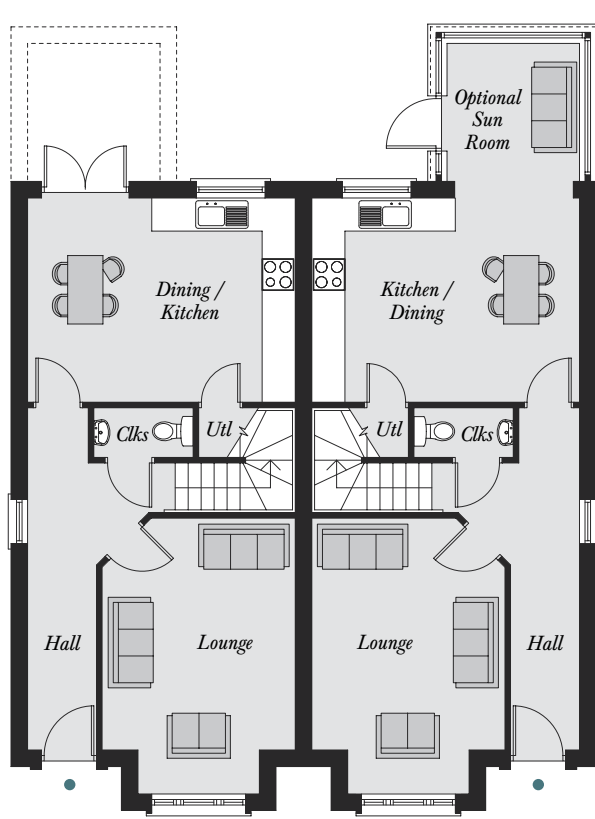 Optional
Sun
Room
Dining /
Kitchen
Kitchen /
Dining
Clks
Utl
Utl
Clks
Hall
Lounge
Lounge
Hall